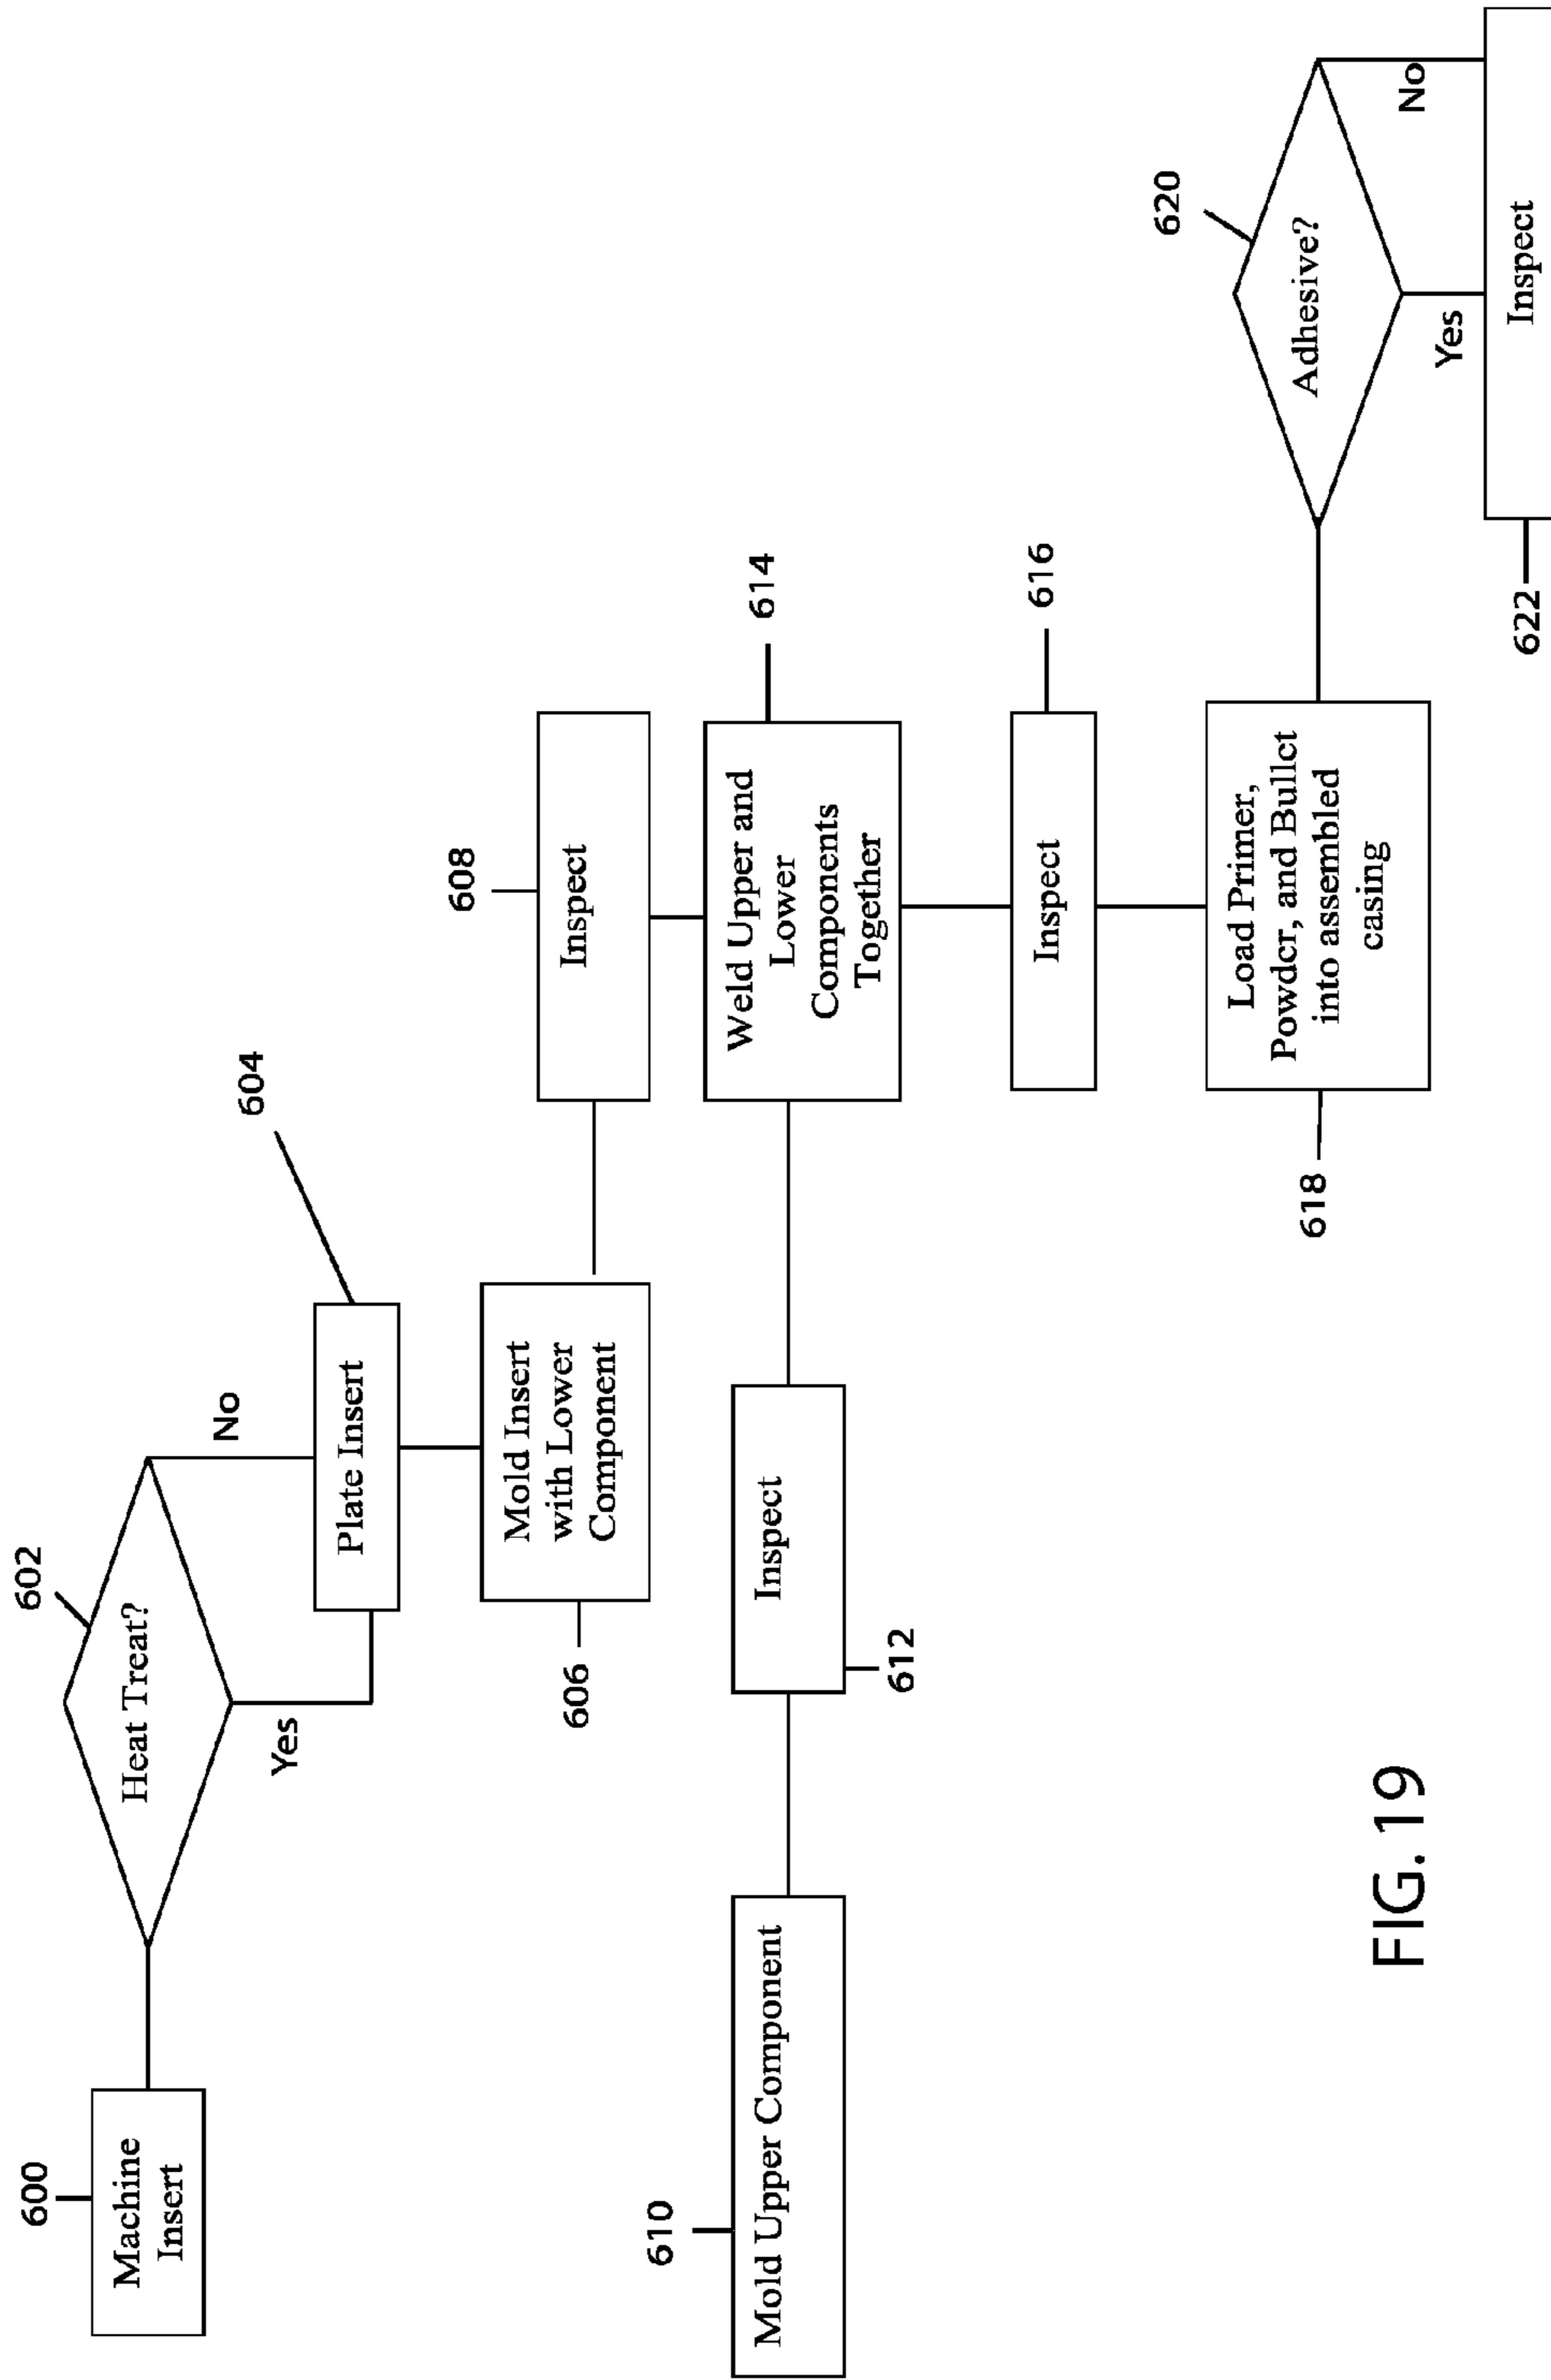 600
Machine
Insert
602
Heat Treat?
Yes
No
604
Plate Insert
606
Mold Insert
with Lower
Component
608
Inspect
610
Mold Upper Component
612
Inspect
614
Weld Upper and
Lower
Components
Together
616
Inspect
618
Load Primer,
Powder, and Bullet
into assembled
casing
620
Adhesive?
Yes
No
622
Inspect
FIG. 19